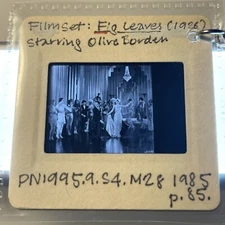 Film Set: Fig Leaves (1926)
Starring Olive Borden
PN1995.9.S4.M28 1985
p.85.